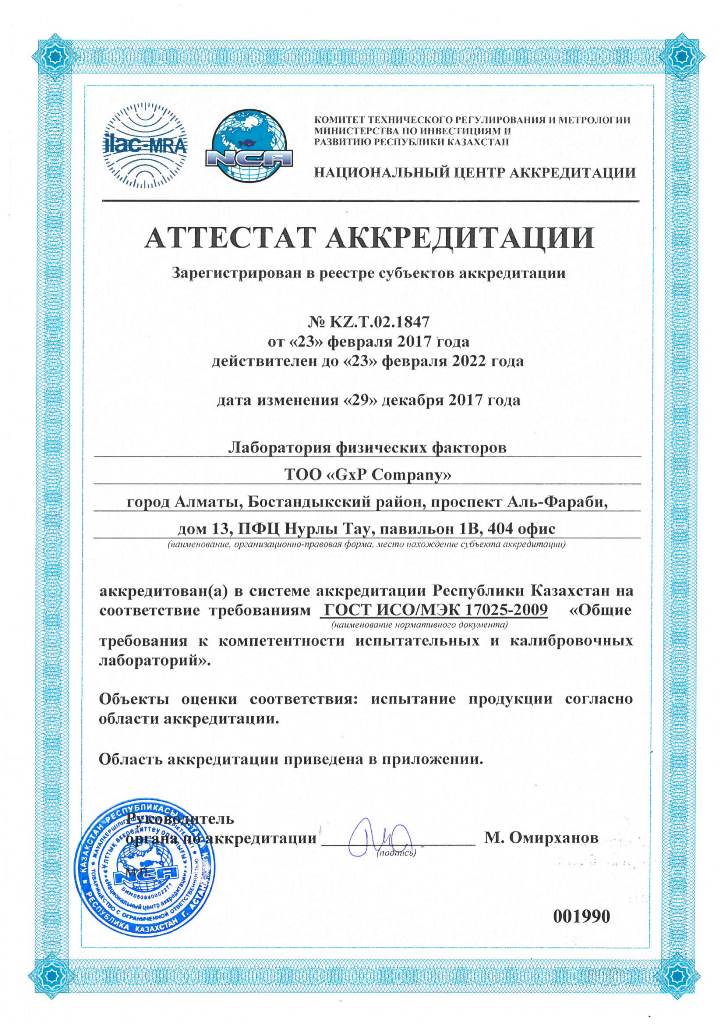 ilac-MRA
NCA
КОМИТЕТ ТЕХНИЧЕСКОГО РЕГУЛИРОВАНИЯ И МЕТРОЛОГИИ
МИНИСТЕРСТВА ПО ИНВЕСТИЦИЯМ И
РАЗВИТИЮ РЕСПУБЛИКИ КАЗАХСТАН
НАЦИОНАЛЬНЫЙ ЦЕНТР АККРЕДИТАЦИИ
АТТЕСТАТ АККРЕДИТАЦИИ
Зарегистрирован в реестре субъектов аккредитации
№ KZ.T.02.1847
от «23» февраля 2017 года
действителен до «23» февраля 2022 года
дата изменения «29» декабря 2017 года
Лаборатория физических факторов
ТОО «GxP Company»
город Алматы, Бостандыкский район, проспект Аль-Фараби,
дом 13, ПФЦ Нурлы Тау, павильон 1В, 404 офис
(наименование, организационно-правовая форма, место нахождение субъекта аккредитации)
аккредитован(а) в системе аккредитации Республики Казахстан на
соответствие требованиям ГОСТ ИСО/МЭК 17025-2009 «Общие
(наименование нормативного документа)
требования к компетентности испытательных и калибровочных
лабораторий».
Объекты оценки соответствия: испытание продукции согласно
области аккредитации.
Область аккредитации приведена в приложении.
Руководитель
органа по аккредитации М. Омирханов
(подпись)
М.П.
NCA
РЕСПУБЛИКА КАЗАХСТАН Г. АСТАНА
001990